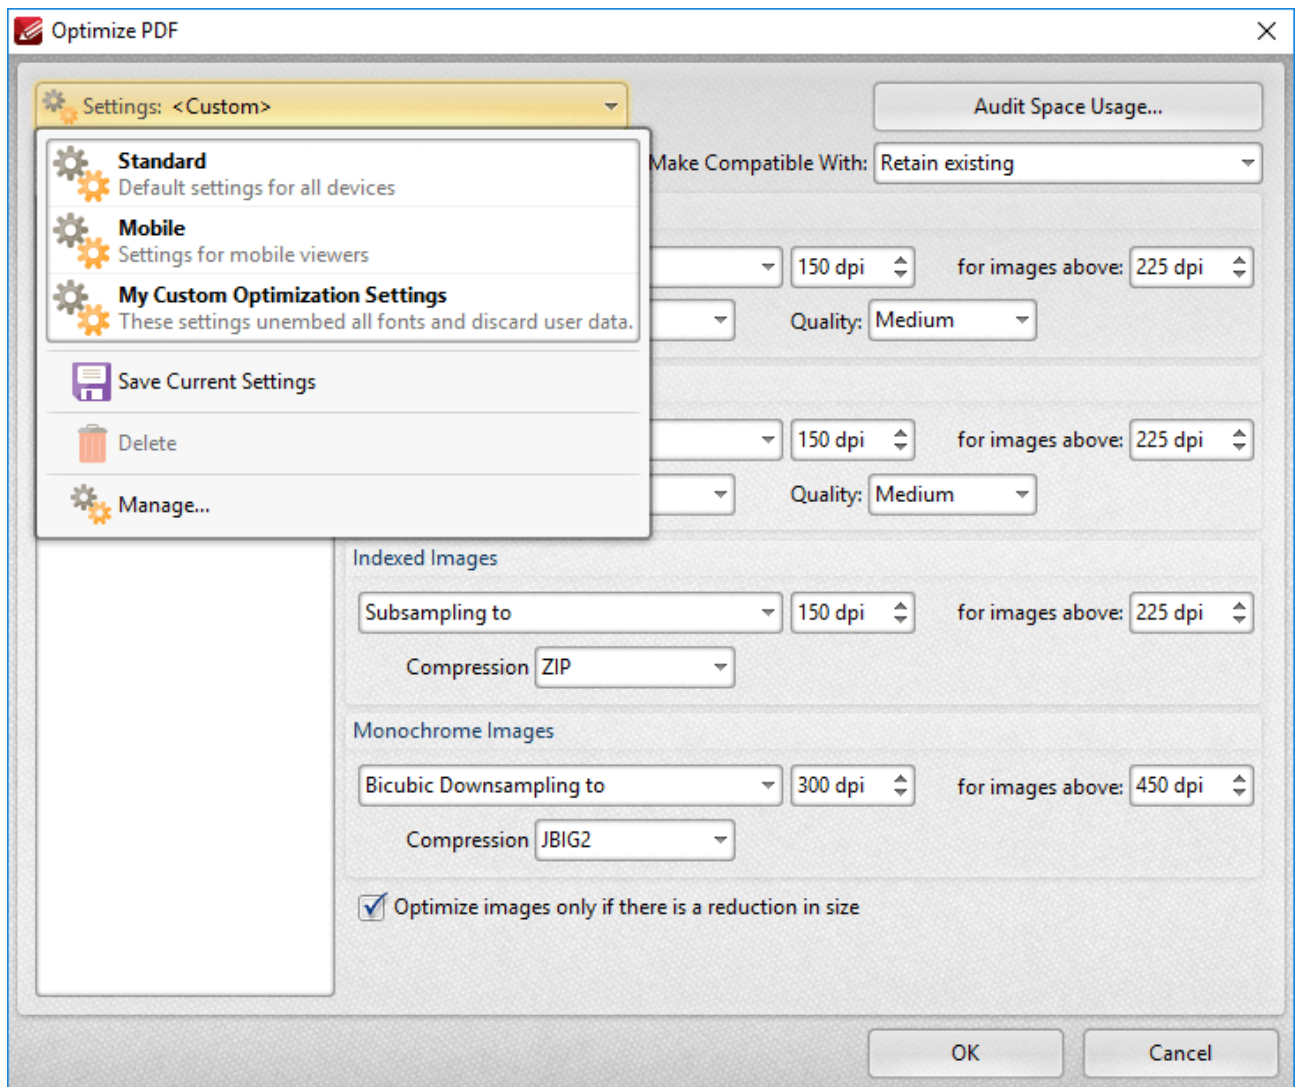 Optimize PDF
Settings: <Custom>
Audit Space Usage...
Standard
Default settings for all devices
Make Compatible With: Retain existing
Mobile
Settings for mobile viewers
150 dpi for images above: 225 dpi
My Custom Optimization Settings
These settings unembed all fonts and discard user data.
Quality: Medium
Save Current Settings
Delete
150 dpi for images above: 225 dpi
Manage...
Quality: Medium
Indexed Images
Subsampling to 150 dpi for images above: 225 dpi
Compression ZIP
Monochrome Images
Bicubic Downsampling to 300 dpi for images above: 450 dpi
Compression JBIG2
Optimize images only if there is a reduction in size
OK Cancel